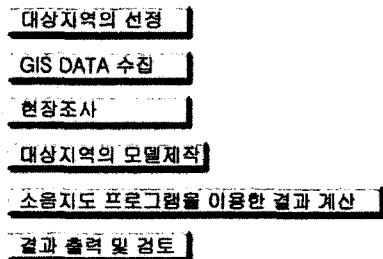 대상지역의 선정
GIS DATA 수집
현장조사
대상지역의 모델제작
소음지도 프로그램을 이용한 결과 계산
결과 출력 및 검토